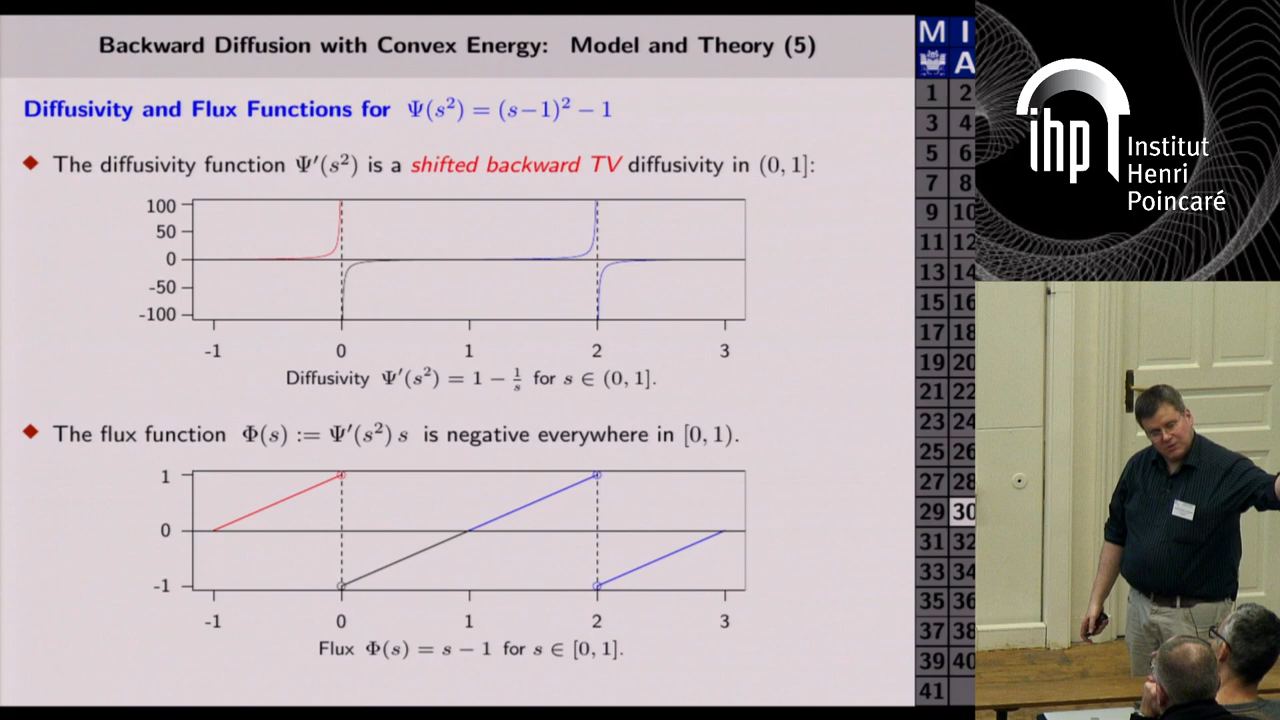 Backward Diffusion with Convex Energy: Model and Theory (5)
Diffusivity and Flux Functions for Ψ(s²) = (s−1)² − 1
The diffusivity function Ψ′(s²) is a shifted backward TV diffusivity in (0, 1]:
100
50
0
-50
-100
-1 0 1 2 3
Diffusivity Ψ′(s²) = 1 − 1/s for s ∈ (0, 1].
The flux function Φ(s) := Ψ′(s²) s is negative everywhere in [0, 1).
1
0
-1
-1 0 1 2 3
Flux Φ(s) = s − 1 for s ∈ [0, 1].
M I
A
1 2
3 4
5 6
7 8
9 10
11 12
13 14
15 16
17 18
19 20
21 22
23 24
25 26
27 28
29 30
31 32
33 34
35 36
37 38
39 40
41
ihp
Institut
Henri
Poincaré